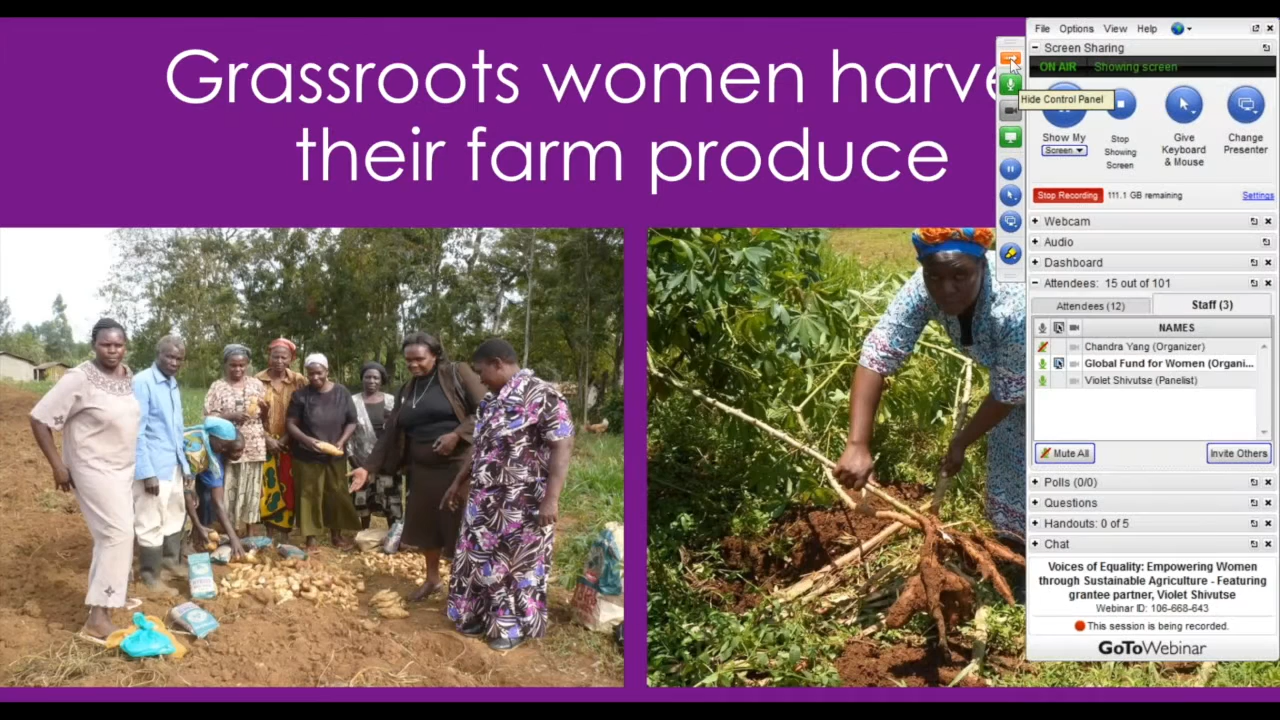 Grassroots women harve
their farm produce
File Options View Help
Screen Sharing
ON AIR Showing screen
Hide Control Panel
Show My
Screen
Stop
Showing
Screen
Give
Keyboard
& Mouse
Change
Presenter
Stop Recording 111.1 GB remaining Settings
Webcam
Audio
Dashboard
Attendees: 15 out of 101
Attendees (12) Staff (3)
NAMES
Chandra Yang (Organizer)
Global Fund for Women (Organi...
Violet Shivutse (Panelist)
Mute All Invite Others
Polls (0/0)
Questions
Handouts: 0 of 5
Chat
Voices of Equality: Empowering Women
through Sustainable Agriculture - Featuring
grantee partner, Violet Shivutse
Webinar ID: 106-668-643
This session is being recorded.
GoToWebinar